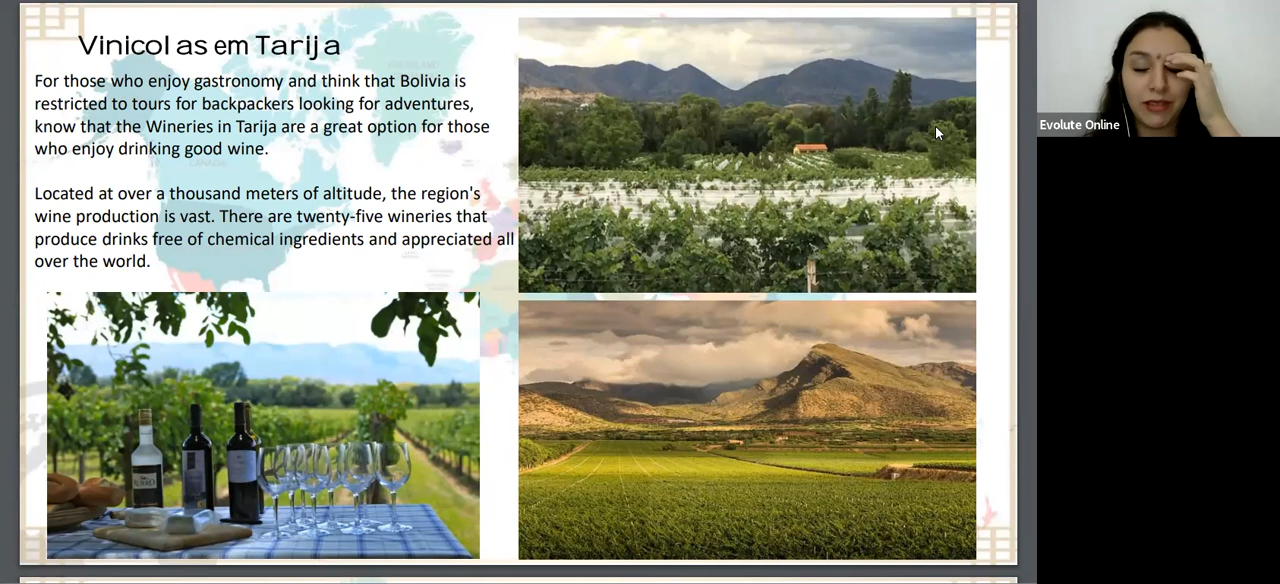 Vinicolas em Tarija
For those who enjoy gastronomy and think that Bolivia is
restricted to tours for backpackers looking for adventures,
know that the Wineries in Tarija are a great option for those
who enjoy drinking good wine.
Located at over a thousand meters of altitude, the region's
wine production is vast. There are twenty-five wineries that
produce drinks free of chemical ingredients and appreciated all
over the world.
Evolute Online